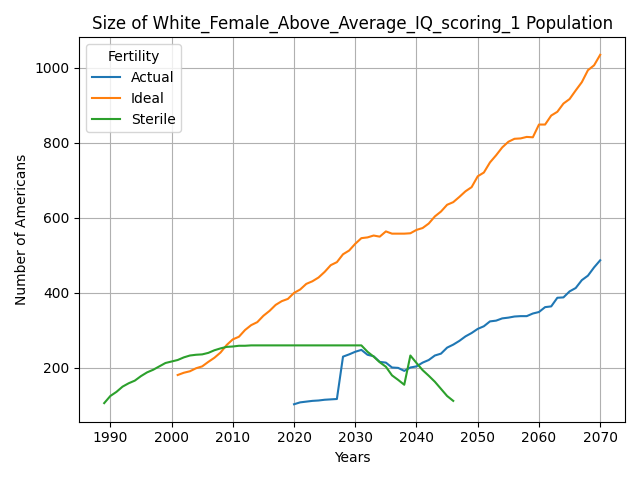 Size of White_Female_Above_Average_IQ_scoring_1 Population
Fertility
Actual
Ideal
Sterile
Number of Americans
1000
800
600
400
200
1990 2000 2010 2020 2030 2040 2050 2060 2070
Years